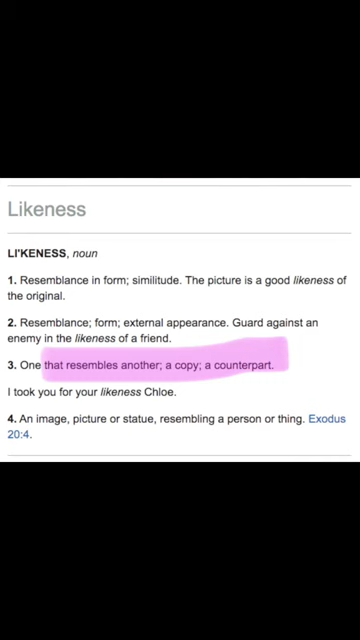 Likeness
LI'KENESS, noun
1. Resemblance in form; similitude. The picture is a good likeness of
the original.
2. Resemblance; form; external appearance. Guard against an
enemy in the likeness of a friend.
3. One that resembles another; a copy; a counterpart.
I took you for your likeness Chloe.
4. An image, picture or statue, resembling a person or thing. Exodus
20:4.